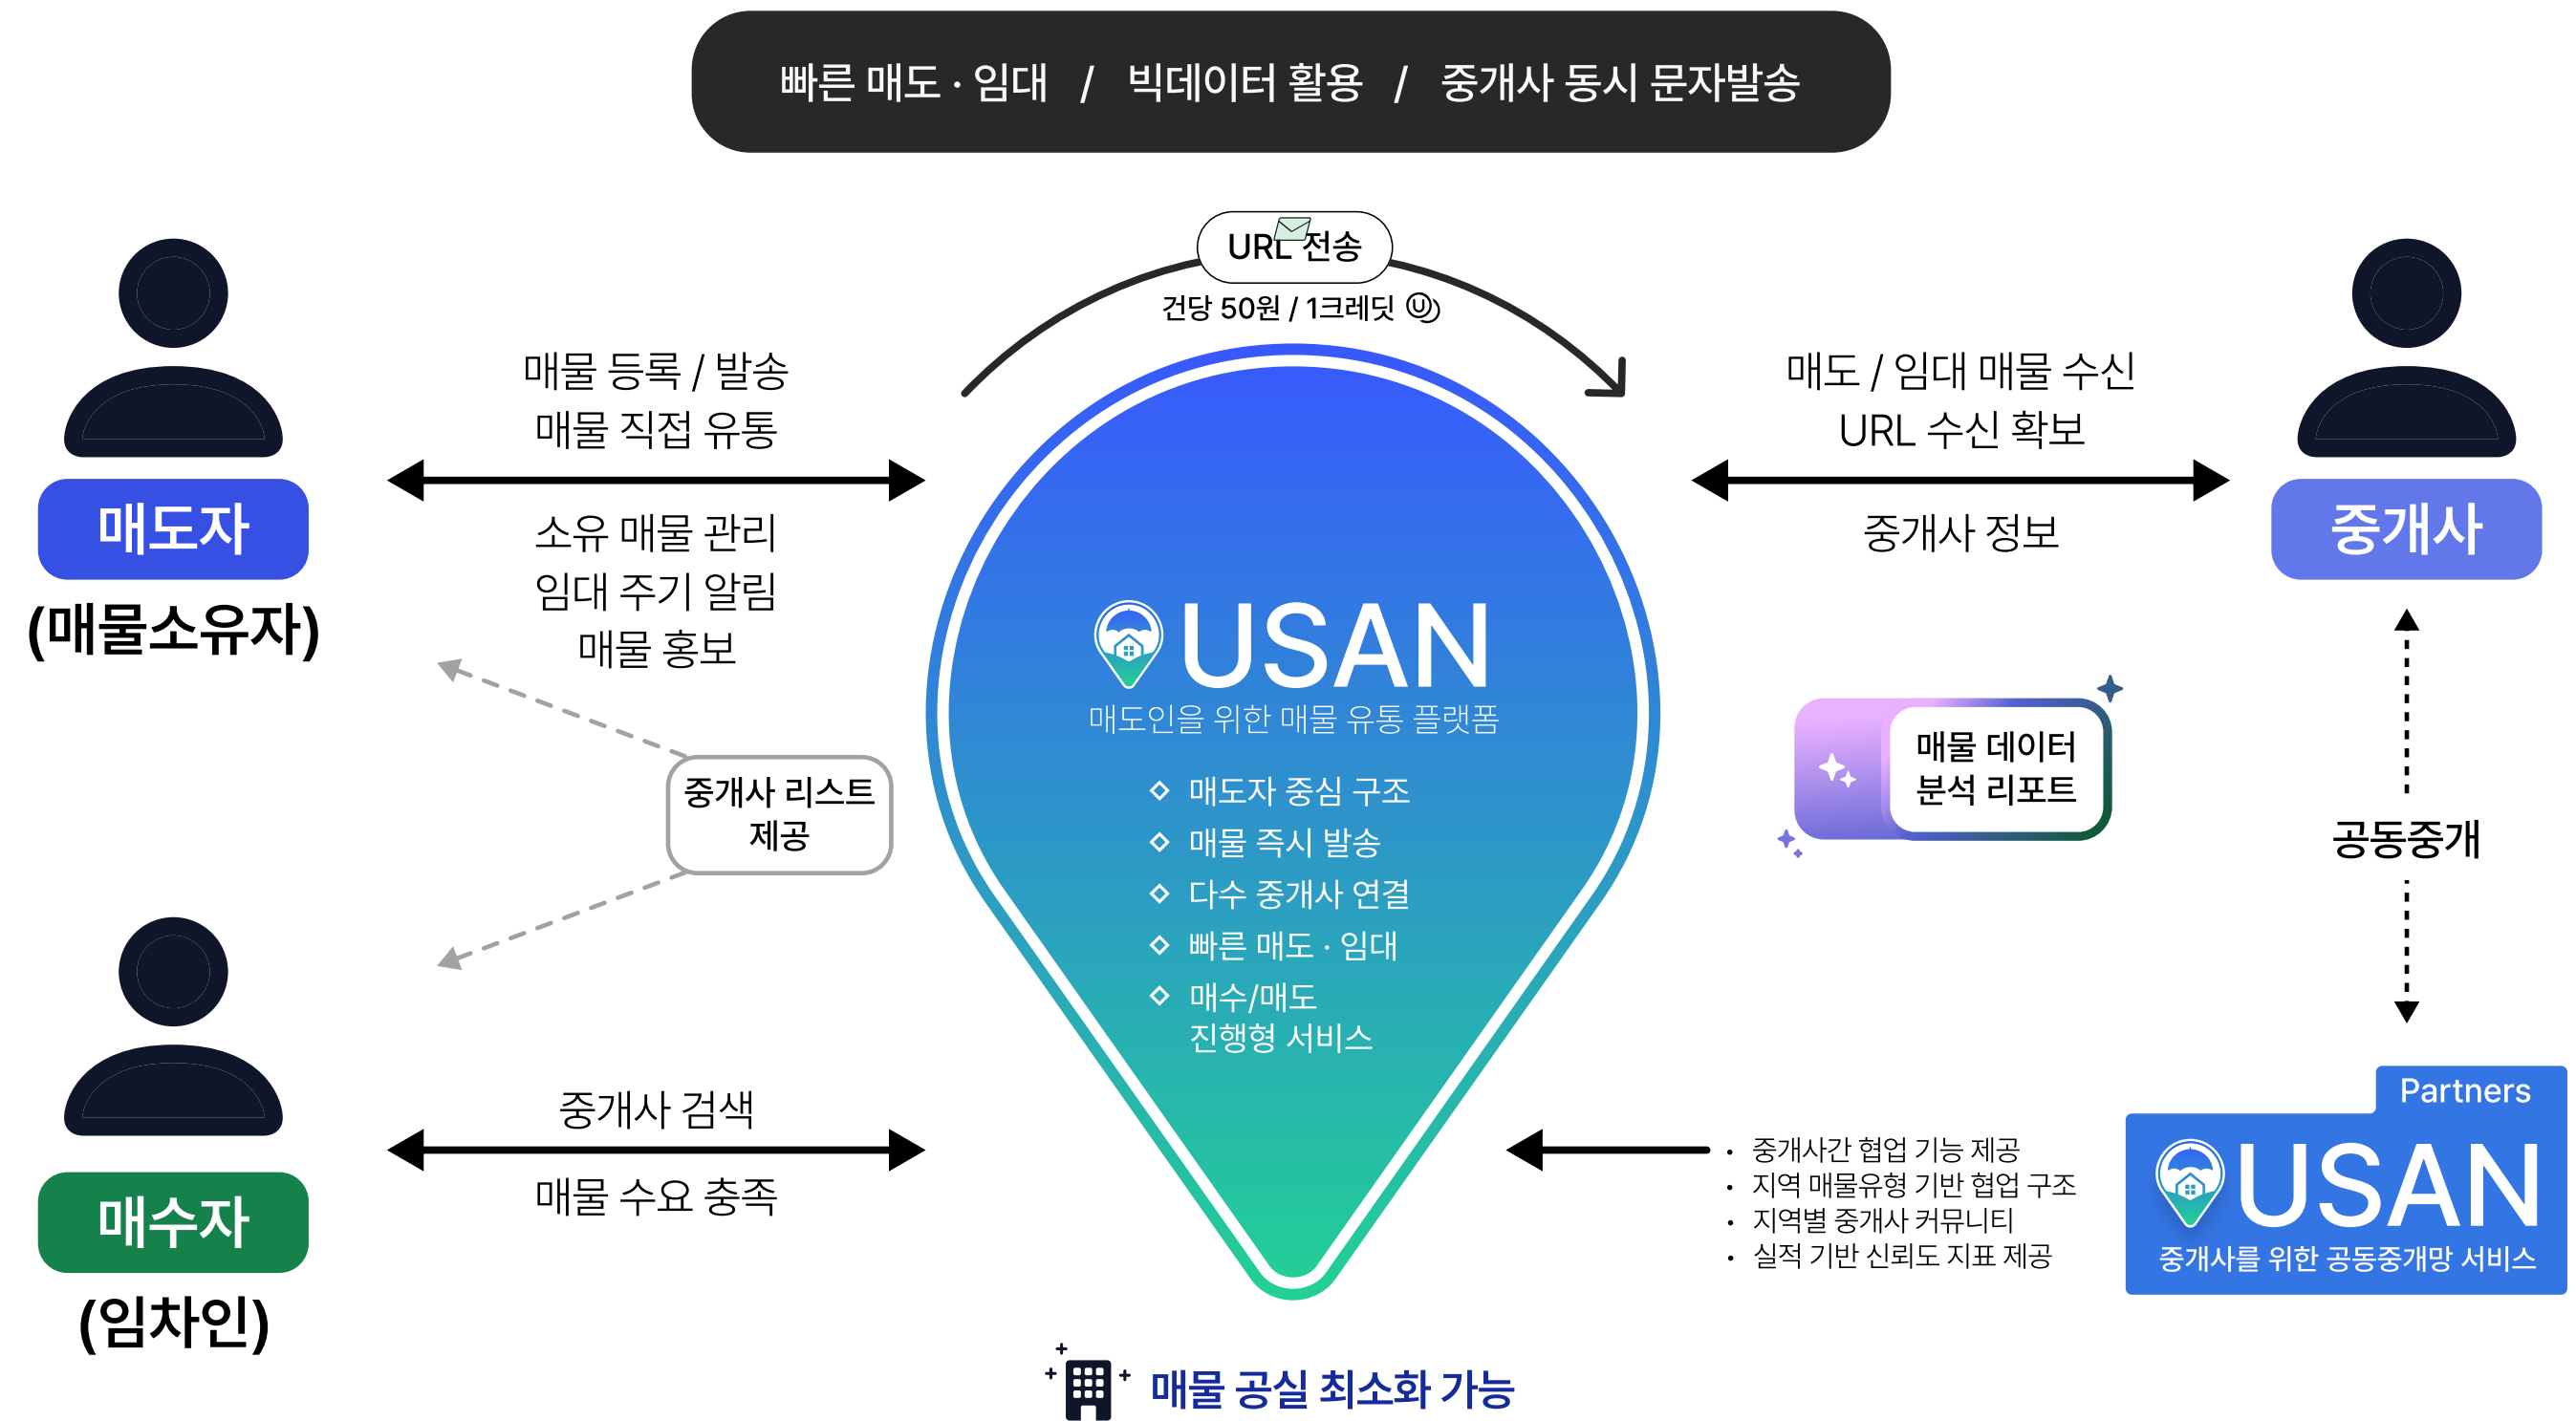 빠른 매도 · 임대 / 빅데이터 활용 / 중개사 동시 문자발송
URL 전송
건당 50원 / 1크레딧 U
매물 등록 / 발송
매물 직접 유통
소유 매물 관리
임대 주기 알림
매물 홍보
매도자
(매물소유자)
매도 / 임대 매물 수신
URL 수신 확보
중개사 정보
중개사
USAN
매도인을 위한 매물 유통 플랫폼
매도자 중심 구조
매물 즉시 발송
다수 중개사 연결
빠른 매도 · 임대
매수/매도
진행형 서비스
중개사 리스트
제공
매물 데이터
분석 리포트
공동중개
중개사 검색
매물 수요 충족
매수자
(임차인)
• 중개사간 협업 기능 제공
• 지역 매물유형 기반 협업 구조
• 지역별 중개사 커뮤니티
• 실적 기반 신뢰도 지표 제공
Partners
USAN
중개사를 위한 공동중개망 서비스
매물 공실 최소화 가능